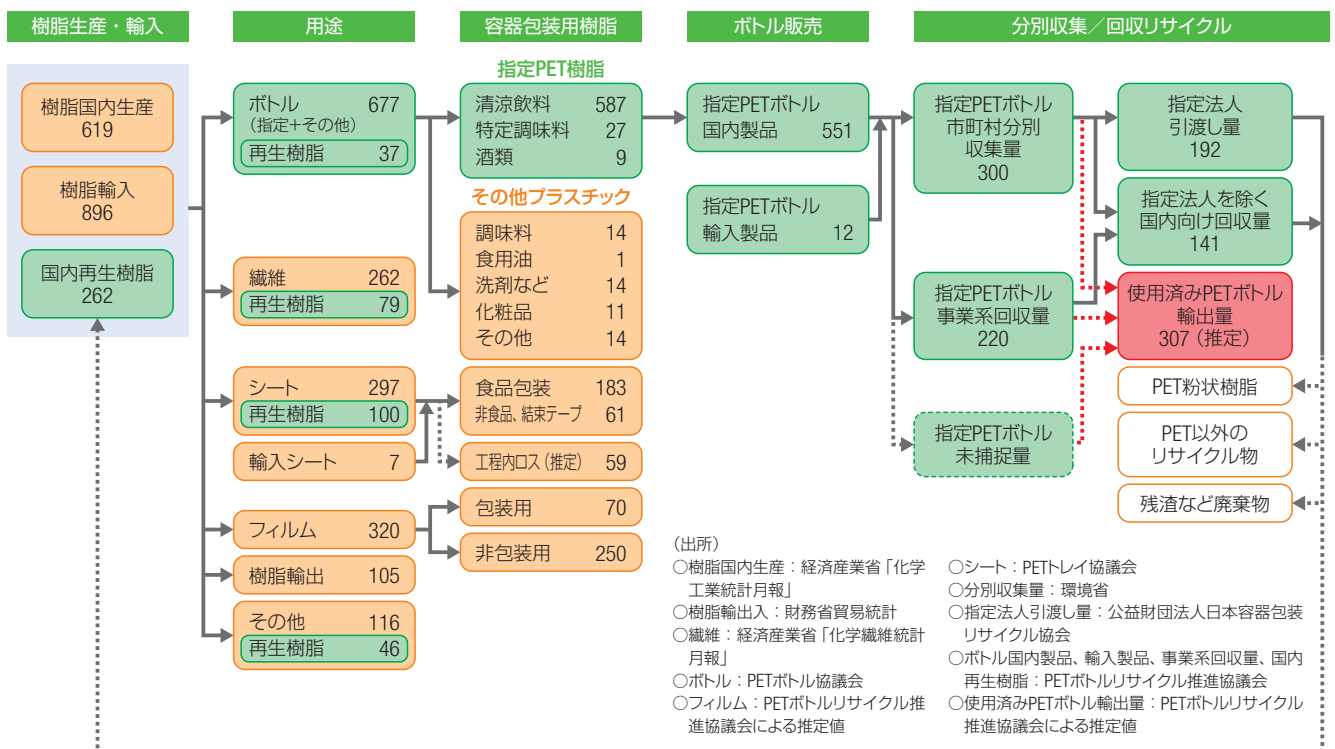 樹脂生産・輸入
樹脂国内生産
619
樹脂輸入
896
国内再生樹脂
262
用途
ボトル 677
(指定+その他)
再生樹脂 37
繊維 262
再生樹脂 79
シート 297
再生樹脂 100
輸入シート 7
フィルム 320
樹脂輸出 105
その他 116
再生樹脂 46
容器包装用樹脂
指定PET樹脂
清涼飲料 587
特定調味料 27
酒類 9
その他プラスチック
調味料 14
食用油 1
洗剤など 14
化粧品 11
その他 14
食品包装 183
非食品、結束テープ 61
工程内ロス(推定) 59
包装用 70
非包装用 250
ボトル販売
指定PETボトル
国内製品 551
指定PETボトル
輸入製品 12
分別収集/回収リサイクル
指定PETボトル
市町村分別
収集量
300
指定PETボトル
事業系回収量
220
指定PETボトル
未捕捉量
指定法人
引渡し量
192
指定法人を除く
国内向け回収量
141
使用済みPETボトル
輸出量
307(推定)
PET粉状樹脂
PET以外の
リサイクル物
残渣など廃棄物
(出所)
○樹脂国内生産:経済産業省「化学
工業統計月報」
○樹脂輸出入:財務省貿易統計
○繊維:経済産業省「化学繊維統計
月報」
○ボトル:PETボトル協議会
○フィルム:PETボトルリサイクル推
進協議会による推定値
○シート:PETトレイ協議会
○分別収集量:環境省
○指定法人引渡し量:公益財団法人日本容器包装
リサイクル協会
○ボトル国内製品、輸入製品、事業系回収量、国内
再生樹脂:PETボトルリサイクル推進協議会
○使用済みPETボトル輸出量:PETボトルリサイクル
推進協議会による推定値